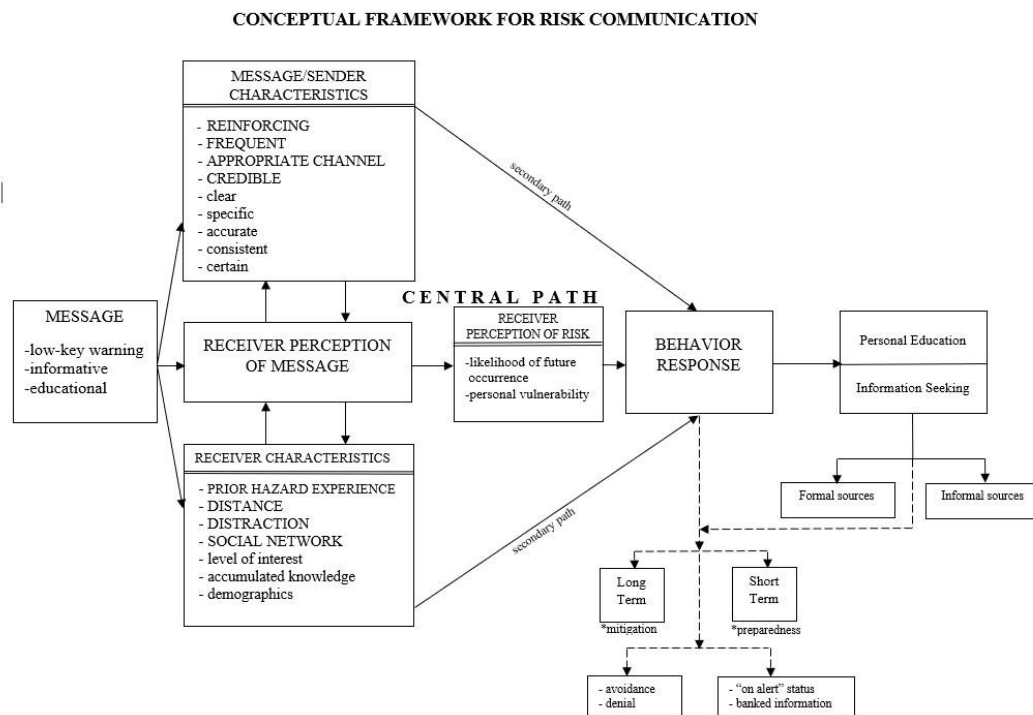 CONCEPTUAL FRAMEWORK FOR RISK COMMUNICATION
MESSAGE/SENDER
CHARACTERISTICS
- REINFORCING
- FREQUENT
- APPROPRIATE CHANNEL
- CREDIBLE
- clear
- specific
- accurate
- consistent
- certain
secondary path
CENTRAL PATH
MESSAGE
-low-key warning
-informative
-educational
RECEIVER PERCEPTION
OF MESSAGE
RECEIVER
PERCEPTION OF RISK
-likelihood of future
occurrence
-personal vulnerability
BEHAVIOR
RESPONSE
Personal Education
Information Seeking
RECEIVER CHARACTERISTICS
- PRIOR HAZARD EXPERIENCE
- DISTANCE
- DISTRACTION
- SOCIAL NETWORK
- level of interest
- accumulated knowledge
- demographics
secondary path
Formal sources
Informal sources
Long
Term
*mitigation
Short
Term
*preparedness
- avoidance
- denial
- “on alert” status
- banked information